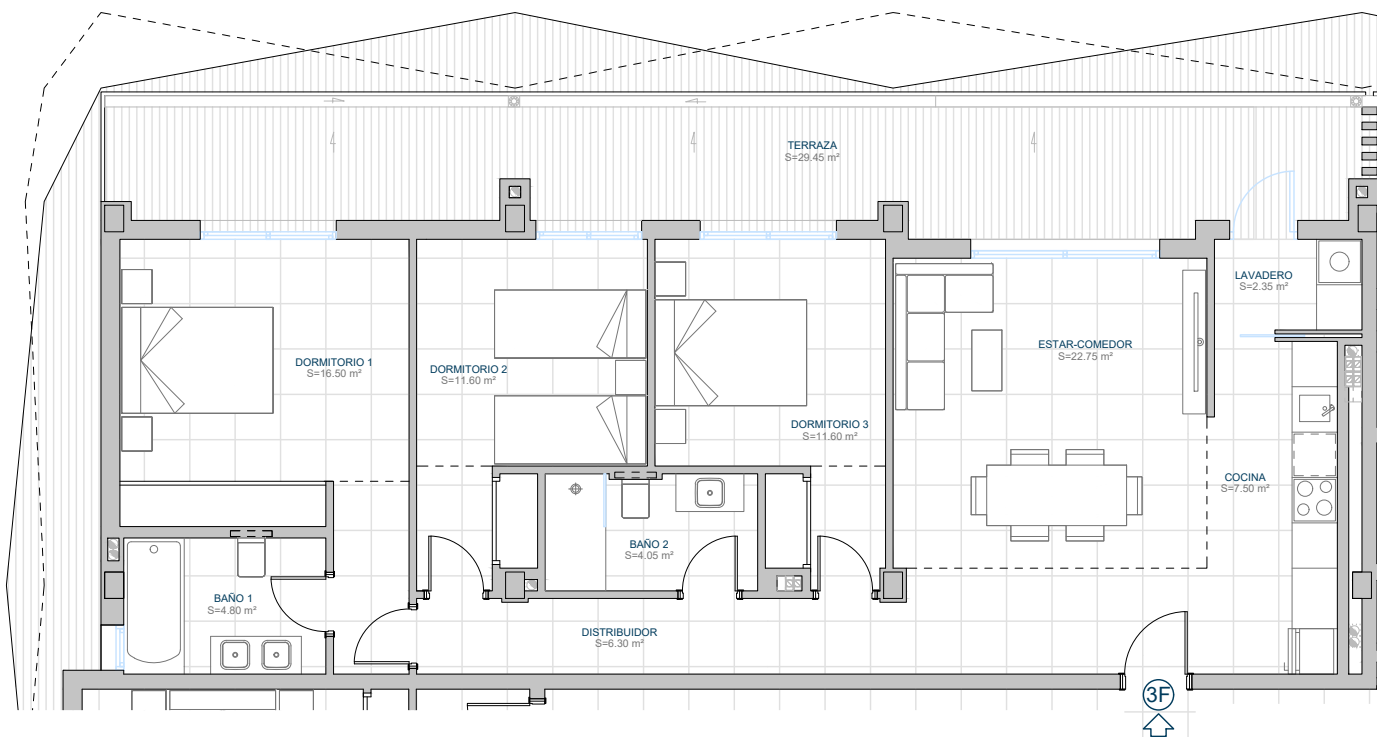 TERRAZA
S=29.45 m²
LAVADERO
S=2.35 m²
ESTAR-COMEDOR
S=22.75 m²
DORMITORIO 1
S=16.50 m²
DORMITORIO 2
S=11.60 m²
DORMITORIO 3
S=11.60 m²
COCINA
S=7.50 m²
BAÑO 2
S=4.05 m²
BAÑO 1
S=4.80 m²
DISTRIBUIDOR
S=6.30 m²
3F